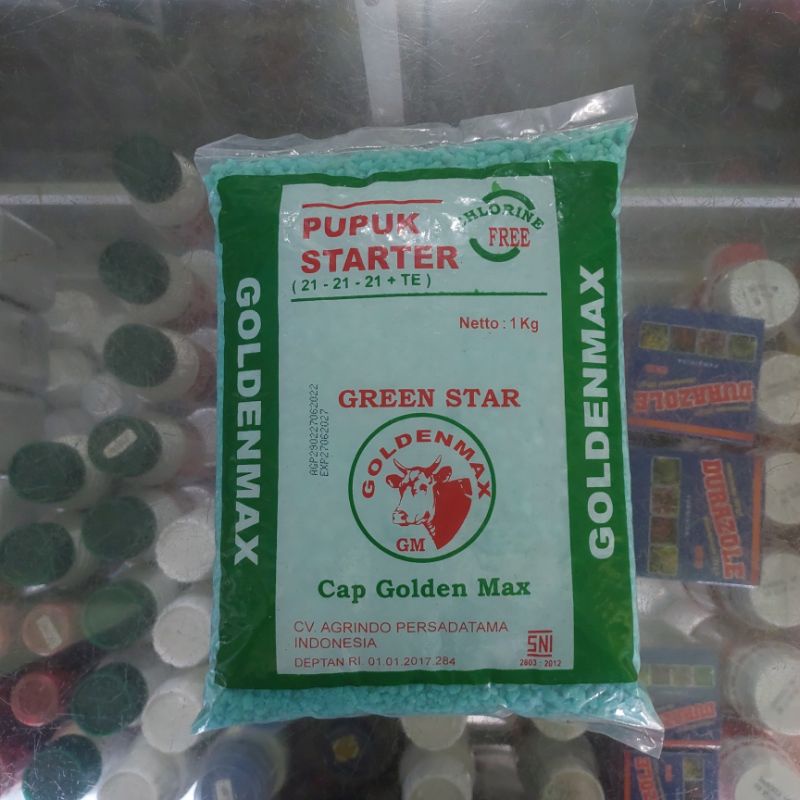 PUPUK
STARTER
( 21 - 21 - 21 + TE )
CHLORINE
FREE
Netto : 1 Kg
GOLDENMAX
GOLDENMAX
AGP290227062022
EXP27062027
GREEN STAR
GOLDENMAX
GM
Cap Golden Max
CV. AGRINDO PERSADATAMA
INDONESIA
DEPTAN RI. 01.01.2017.284
SNI
2803 : 2012
DURAZOLE
DURAZOLE